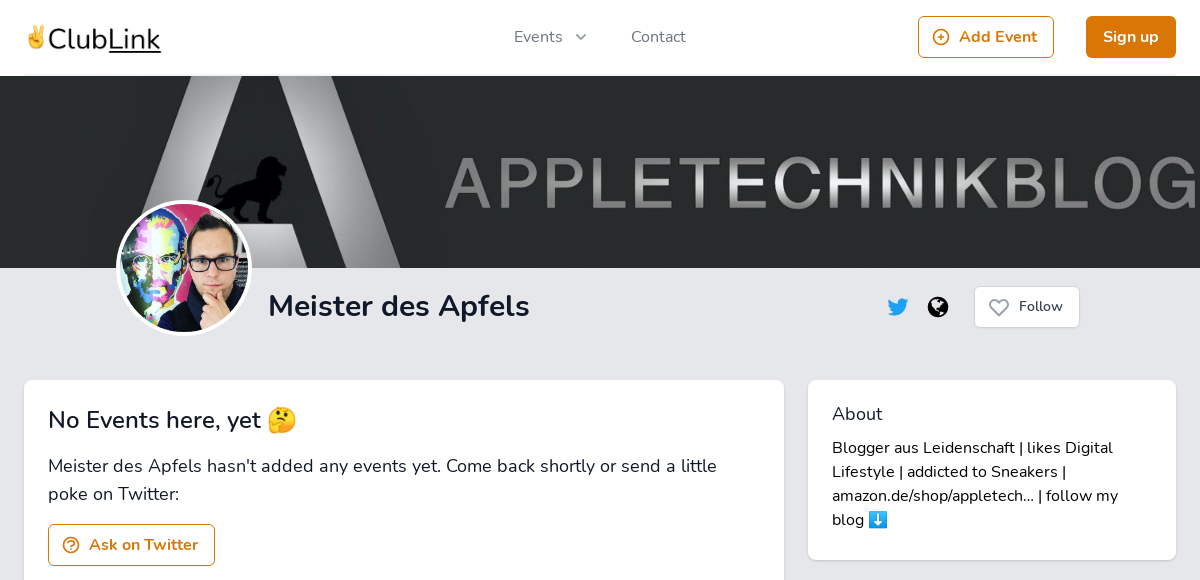 ✌️ClubLink
Events
Contact
Add Event
Sign up
APPLETECHNIKBLOG
Meister des Apfels
Follow
No Events here, yet 🤔
Meister des Apfels hasn't added any events yet. Come back shortly or send a little
poke on Twitter:
Ask on Twitter
About
Blogger aus Leidenschaft | likes Digital
Lifestyle | addicted to Sneakers |
amazon.de/shop/appletech… | follow my
blog ⬇️